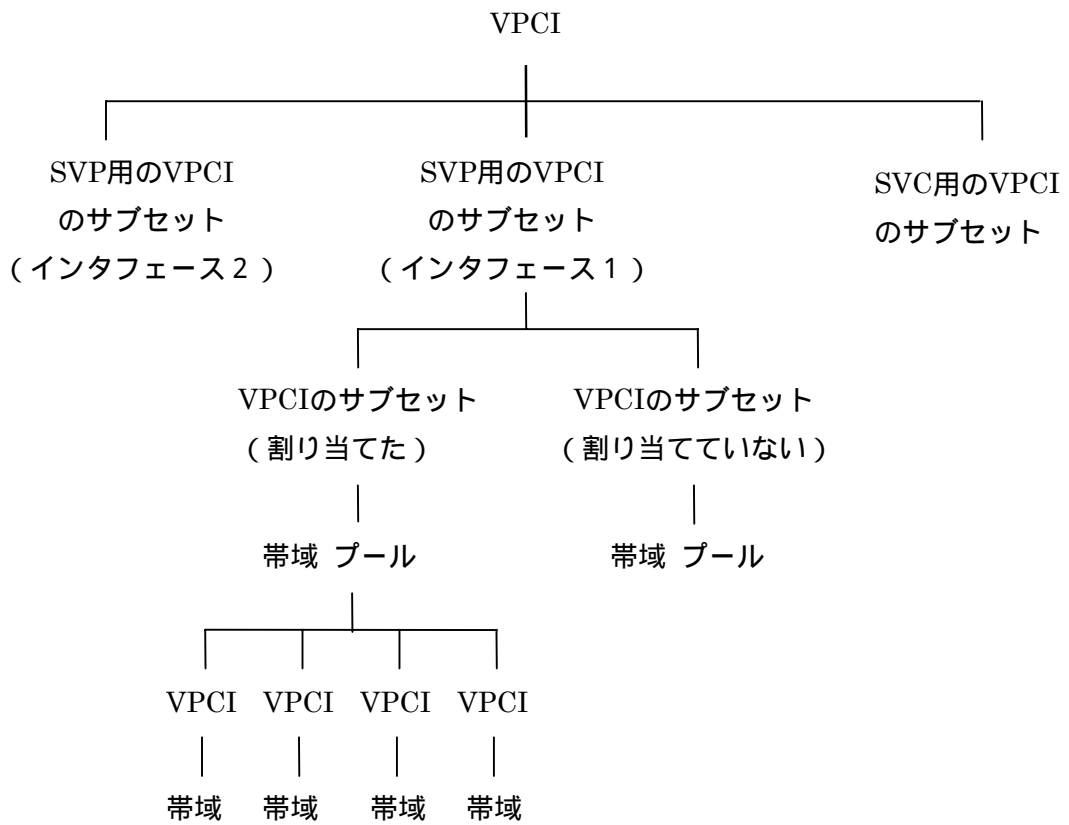 VPCI
SVP用のVPCI
のサブセット
（インタフェース２）
SVP用のVPCI
のサブセット
（インタフェース１）
SVC用のVPCI
のサブセット
VPCIのサブセット
（割り当てた）
VPCIのサブセット
（割り当てていない）
帯域 プール
帯域 プール
VPCI VPCI VPCI VPCI
帯域 帯域 帯域 帯域